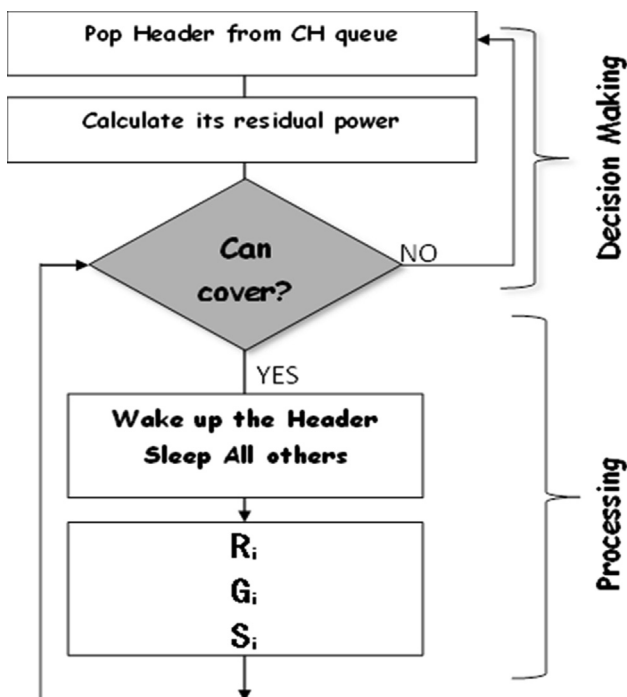 Pop Header from CH queue
Calculate its residual power
Can
cover?
NO
YES
Wake up the Header
Sleep All others
Rᵢ
Gᵢ
Sᵢ
Decision Making
Processing